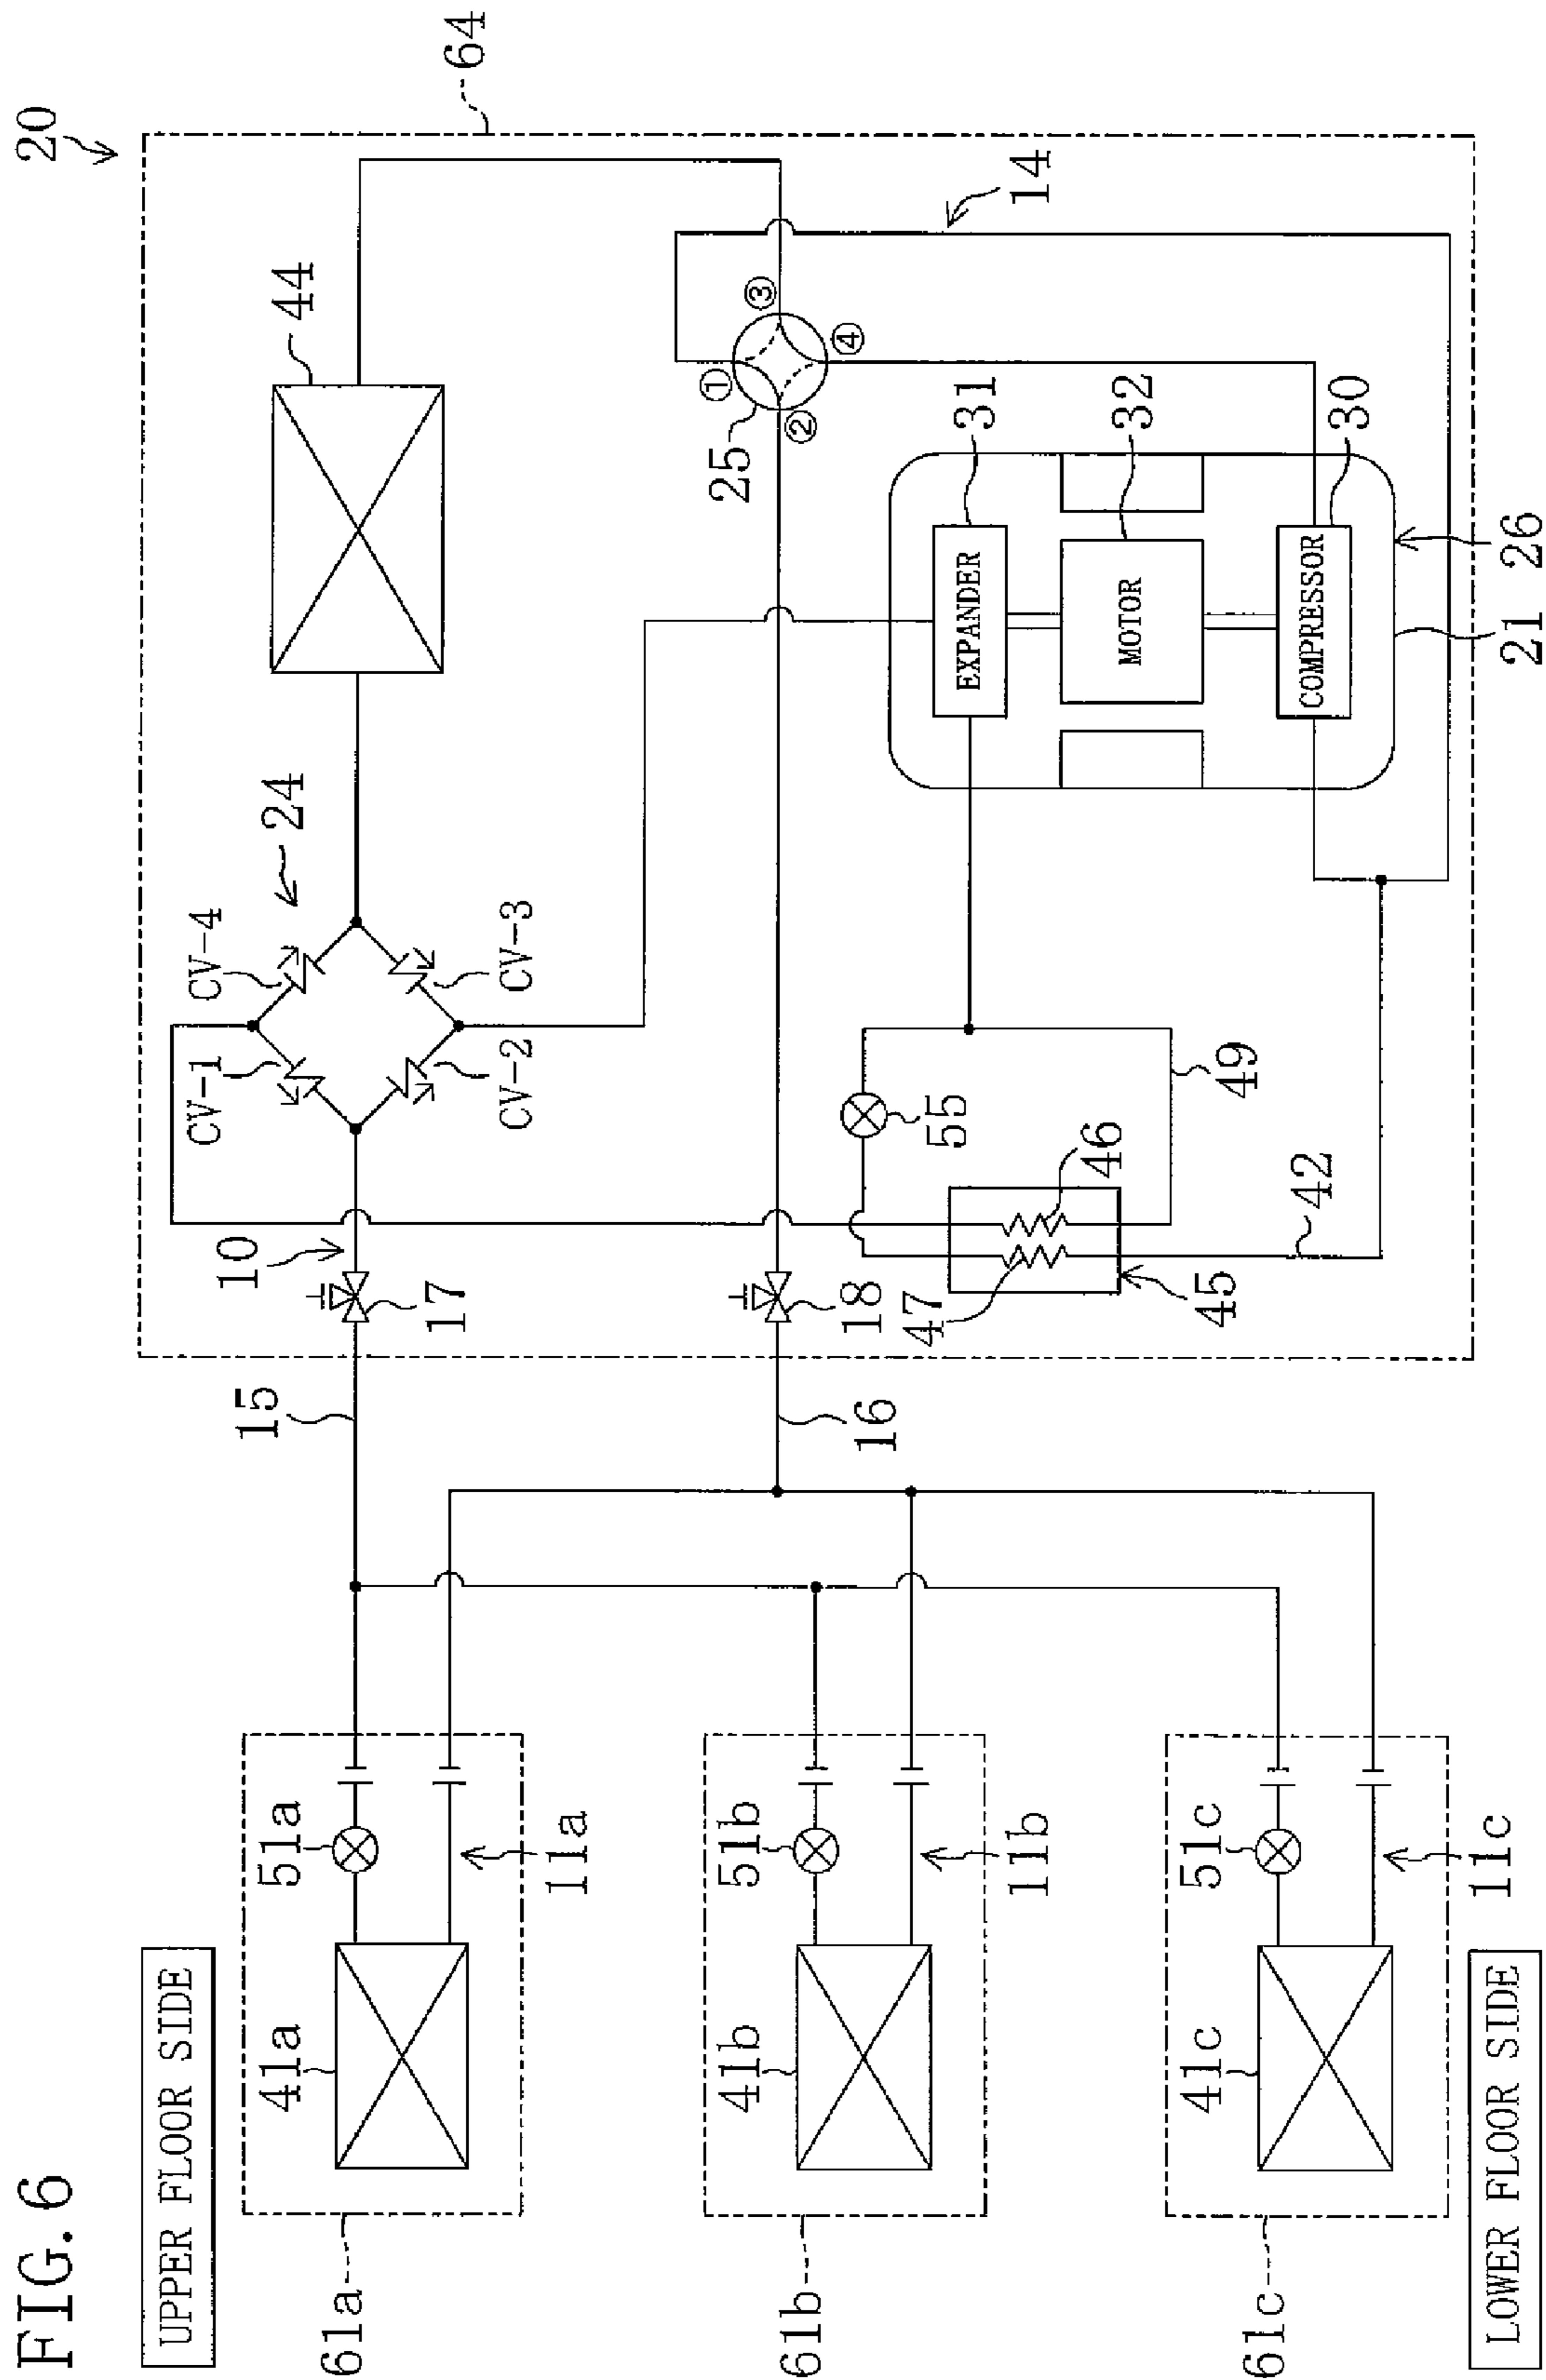 FIG. 6
UPPER FLOOR SIDE
LOWER FLOOR SIDE
20
64
44
24
CV-4
CV-1
CV-3
CV-2
10
17
15
14
①
②
③
④
25
18
16
31
EXPANDER
32
MOTOR
30
COMPRESSOR
26
21
55
49
46
47
45
42
51a
41a
11a
61a
51b
41b
11b
61b
51c
41c
11c
61c